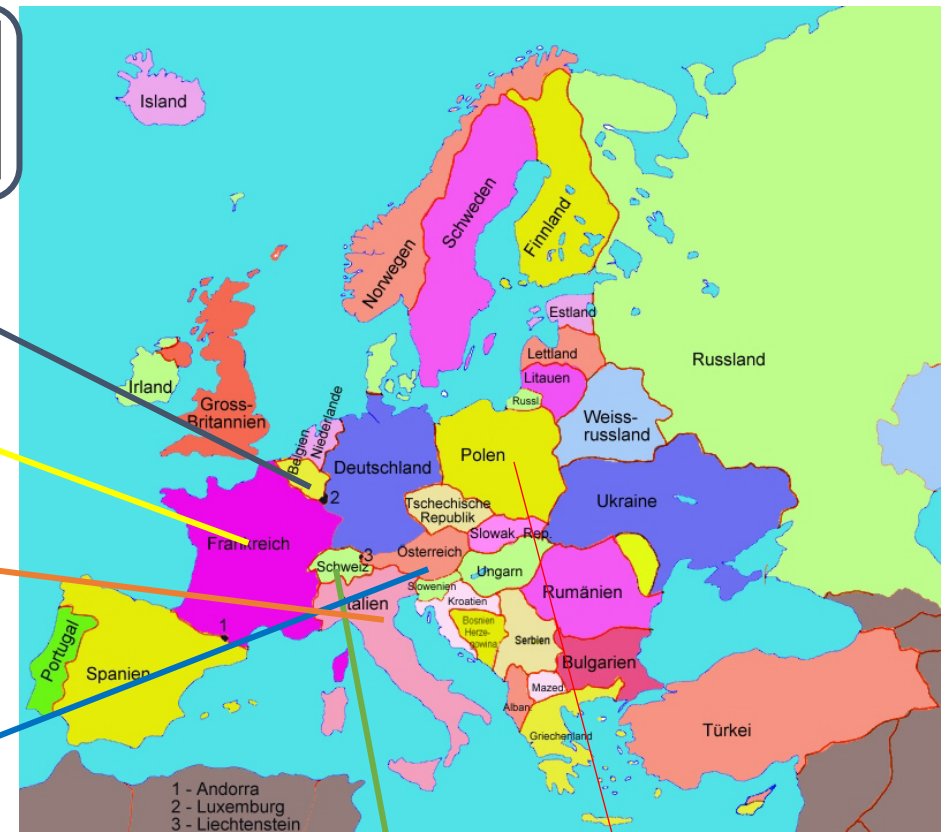 Island
Norwegen
Schweden
Finnland
Estland
Lettland
Litauen
Russl
Russland
Irland
Gross-
Britannien
Niederlande
Belgien
Deutschland
Polen
Weiss-
russland
Ukraine
2
Tschechische
Republik
Slowak. Rep.
Frankreich
3
Schweiz
Österreich
Ungarn
Slowenien
Italien
Kroatien
Rumänien
Bosnien
Herze-
gowina
Serbien
1
Portugal
Spanien
Bulgarien
Mazed
Alban
Griechenland
Türkei
1 - Andorra
2 - Luxemburg
3 - Liechtenstein